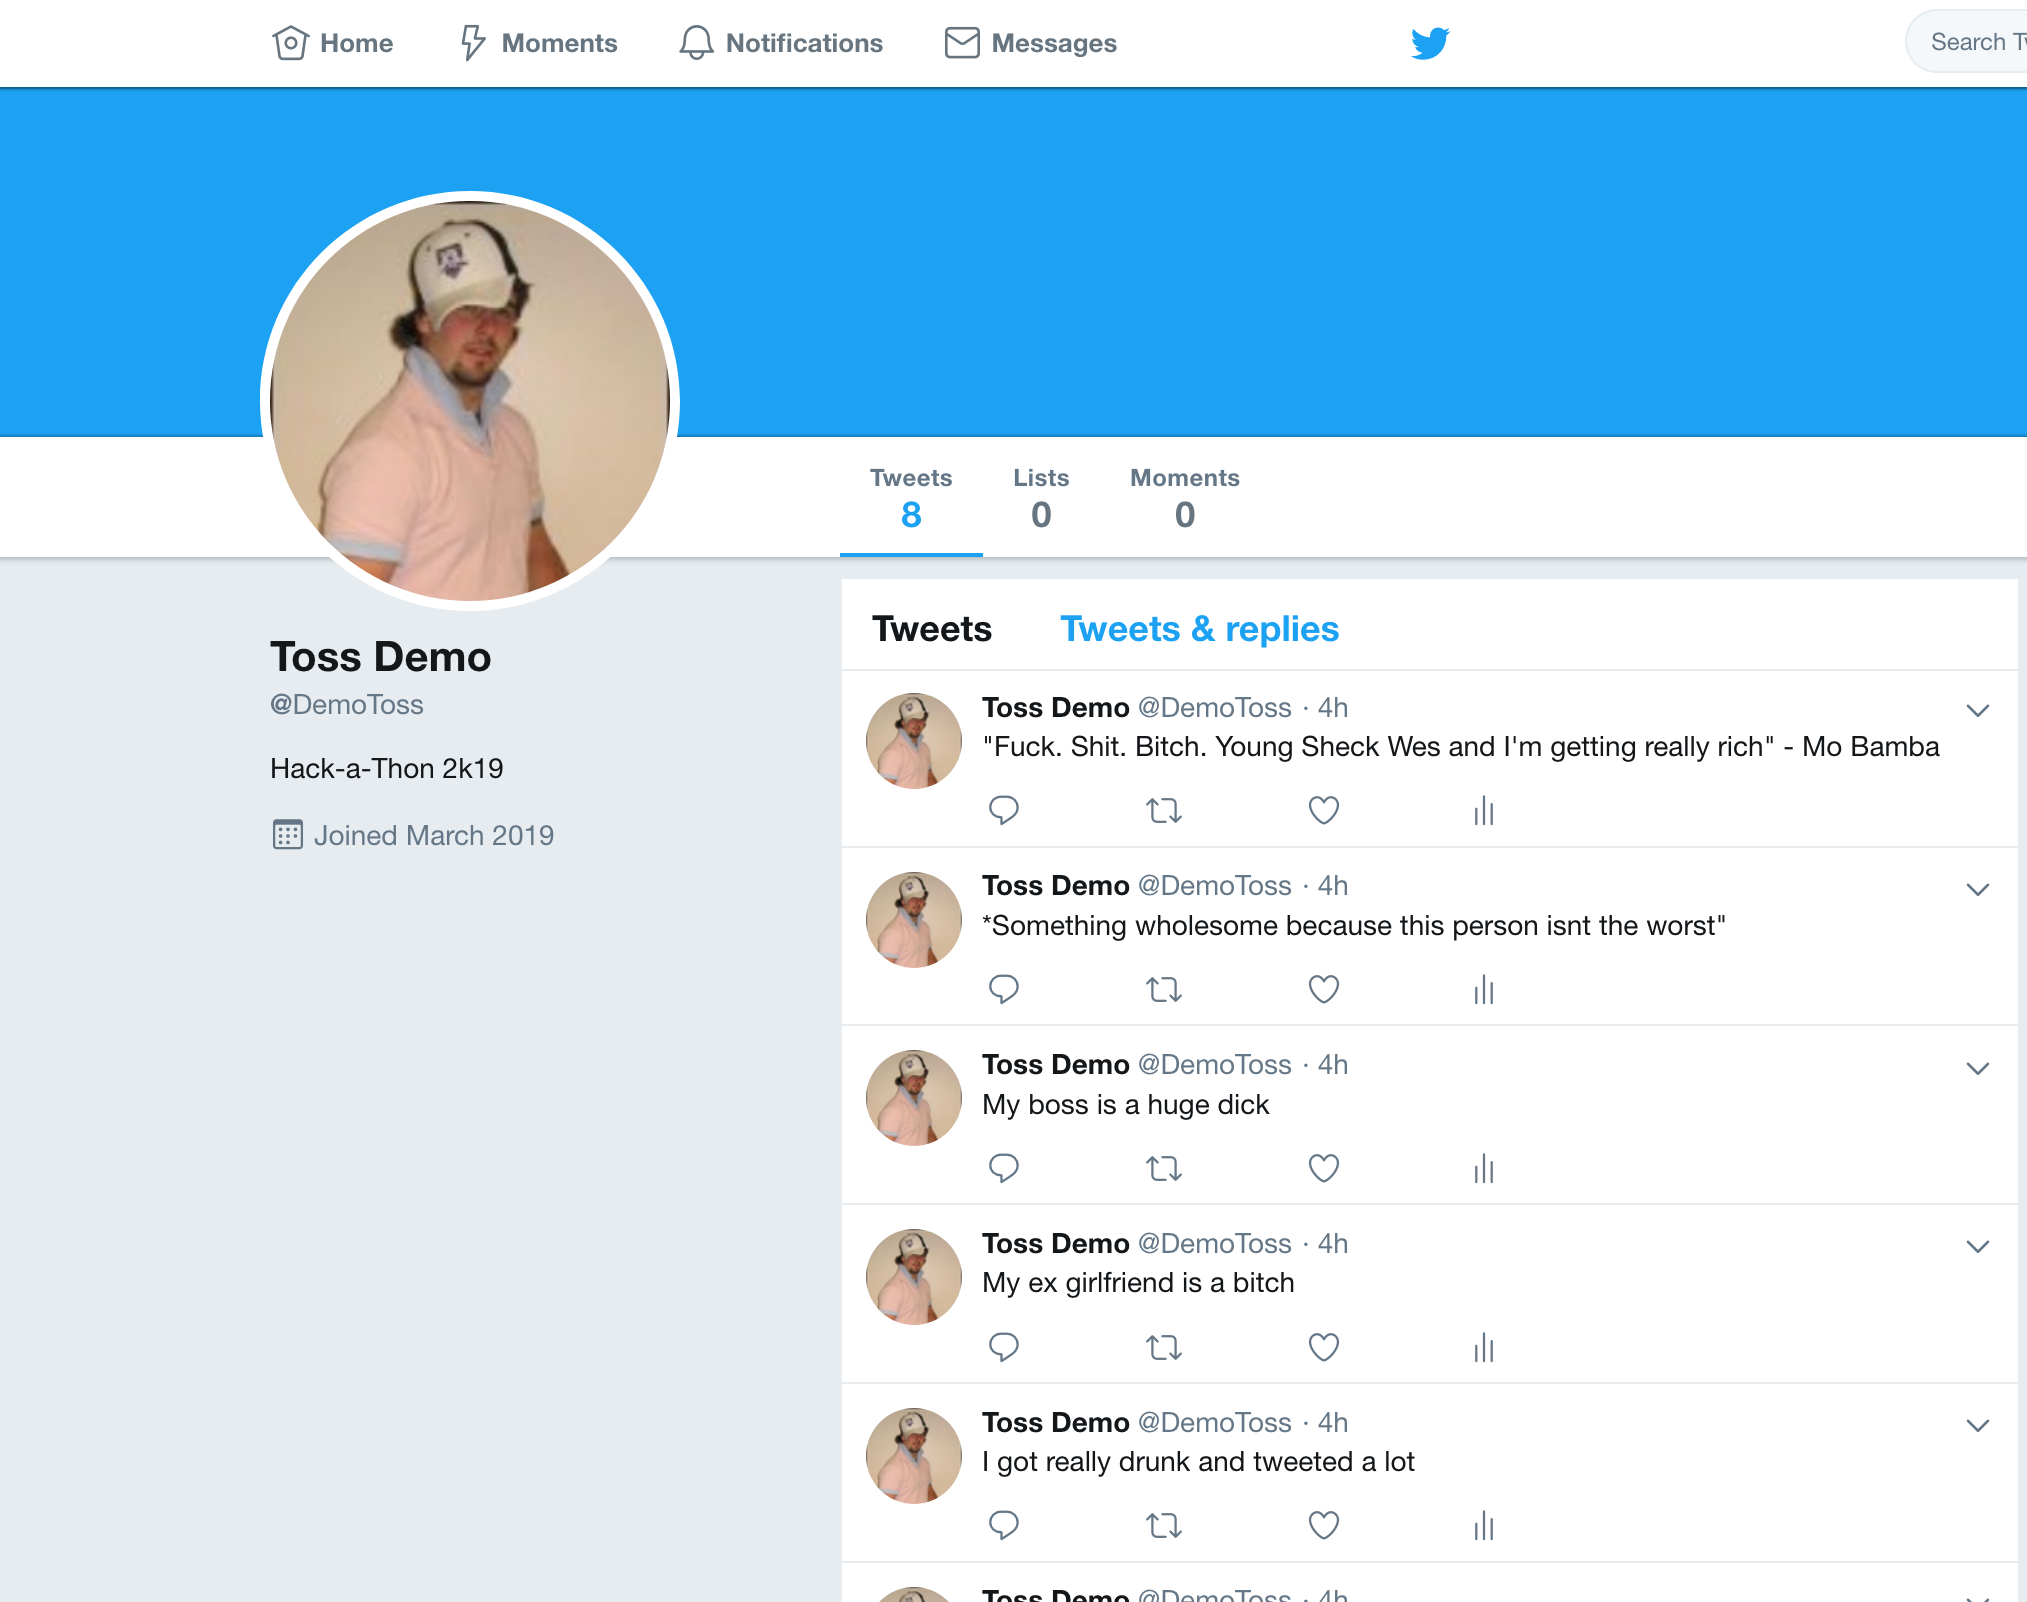 Home Moments Notifications Messages Search
Tweets Lists Moments
8 0 0
Toss Demo
@DemoToss
Hack-a-Thon 2k19
Joined March 2019
Tweets Tweets & replies
Toss Demo @DemoToss · 4h
"Fuck. Shit. Bitch. Young Sheck Wes and I'm getting really rich" - Mo Bamba
Toss Demo @DemoToss · 4h
*Something wholesome because this person isnt the worst"
Toss Demo @DemoToss · 4h
My boss is a huge dick
Toss Demo @DemoToss · 4h
My ex girlfriend is a bitch
Toss Demo @DemoToss · 4h
I got really drunk and tweeted a lot
Toss Demo @DemoToss · 4h